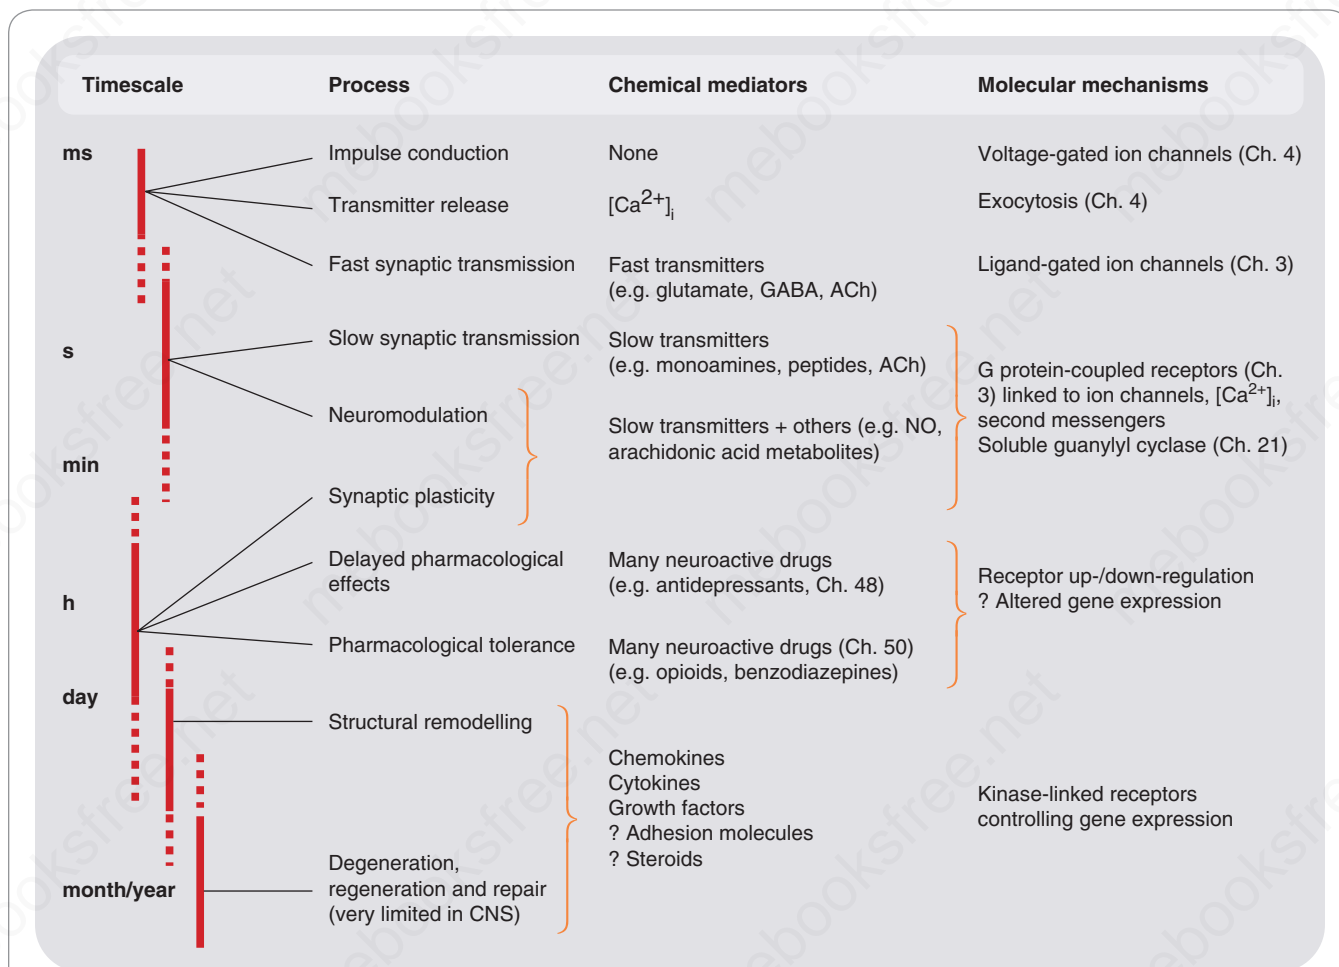 Timescale Process Chemical mediators Molecular mechanisms
ms Impulse conduction None Voltage-gated ion channels (Ch. 4)
Transmitter release [Ca2+]i Exocytosis (Ch. 4)
Fast synaptic transmission Fast transmitters Ligand-gated ion channels (Ch. 3)
(e.g. glutamate, GABA, ACh)
s Slow synaptic transmission Slow transmitters
(e.g. monoamines, peptides, ACh)
G protein-coupled receptors (Ch.
3) linked to ion channels, [Ca2+]i,
second messengers
Soluble guanylyl cyclase (Ch. 21)
Neuromodulation
Slow transmitters + others (e.g. NO,
arachidonic acid metabolites)
min
Synaptic plasticity
Delayed pharmacological
effects
Many neuroactive drugs
(e.g. antidepressants, Ch. 48)
Receptor up-/down-regulation
? Altered gene expression
h
Pharmacological tolerance
Many neuroactive drugs (Ch. 50)
(e.g. opioids, benzodiazepines)
day
Structural remodelling
Chemokines
Cytokines
Growth factors
? Adhesion molecules
? Steroids
Kinase-linked receptors
controlling gene expression
month/year
Degeneration,
regeneration and repair
(very limited in CNS)
mebooksfree.net